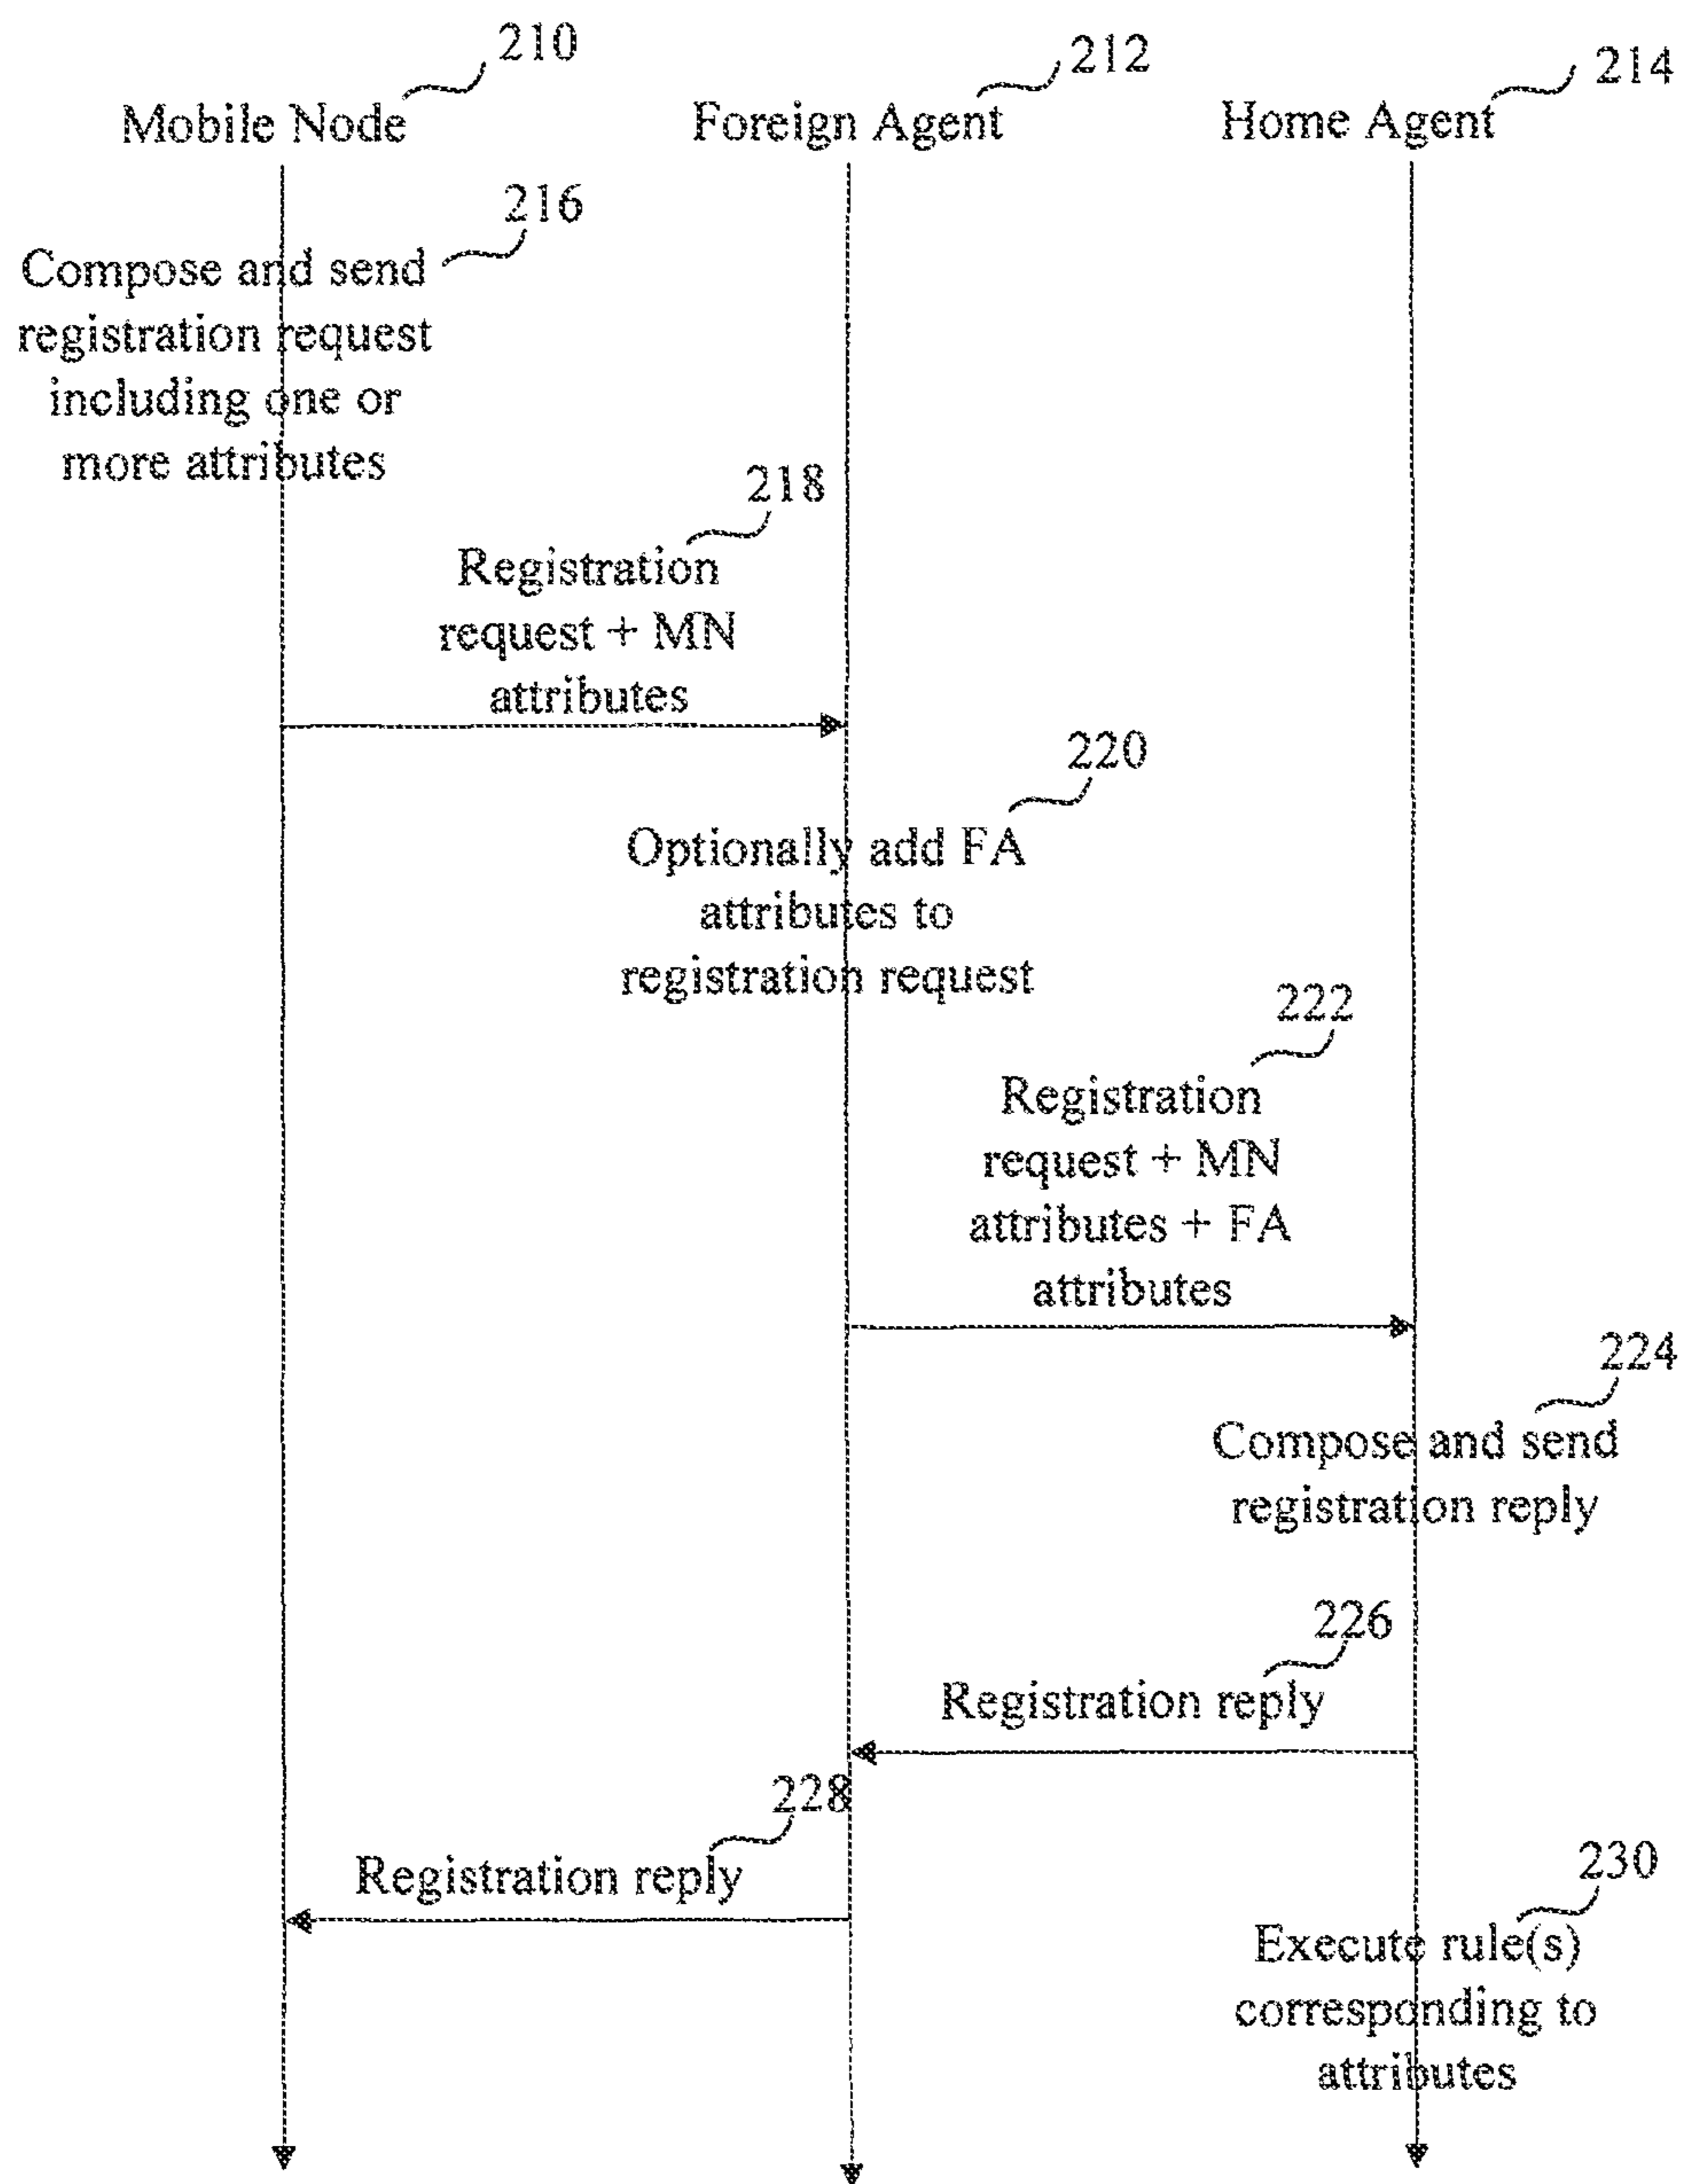 210
212
214
Mobile Node
Foreign Agent
Home Agent
216
Compose and send
registration request
including one or
more attributes
218
Registration
request + MN
attributes
220
Optionally add FA
attributes to
registration request
222
Registration
request + MN
attributes + FA
attributes
224
Compose and send
registration reply
226
Registration reply
228
Registration reply
230
Execute rule(s)
corresponding to
attributes